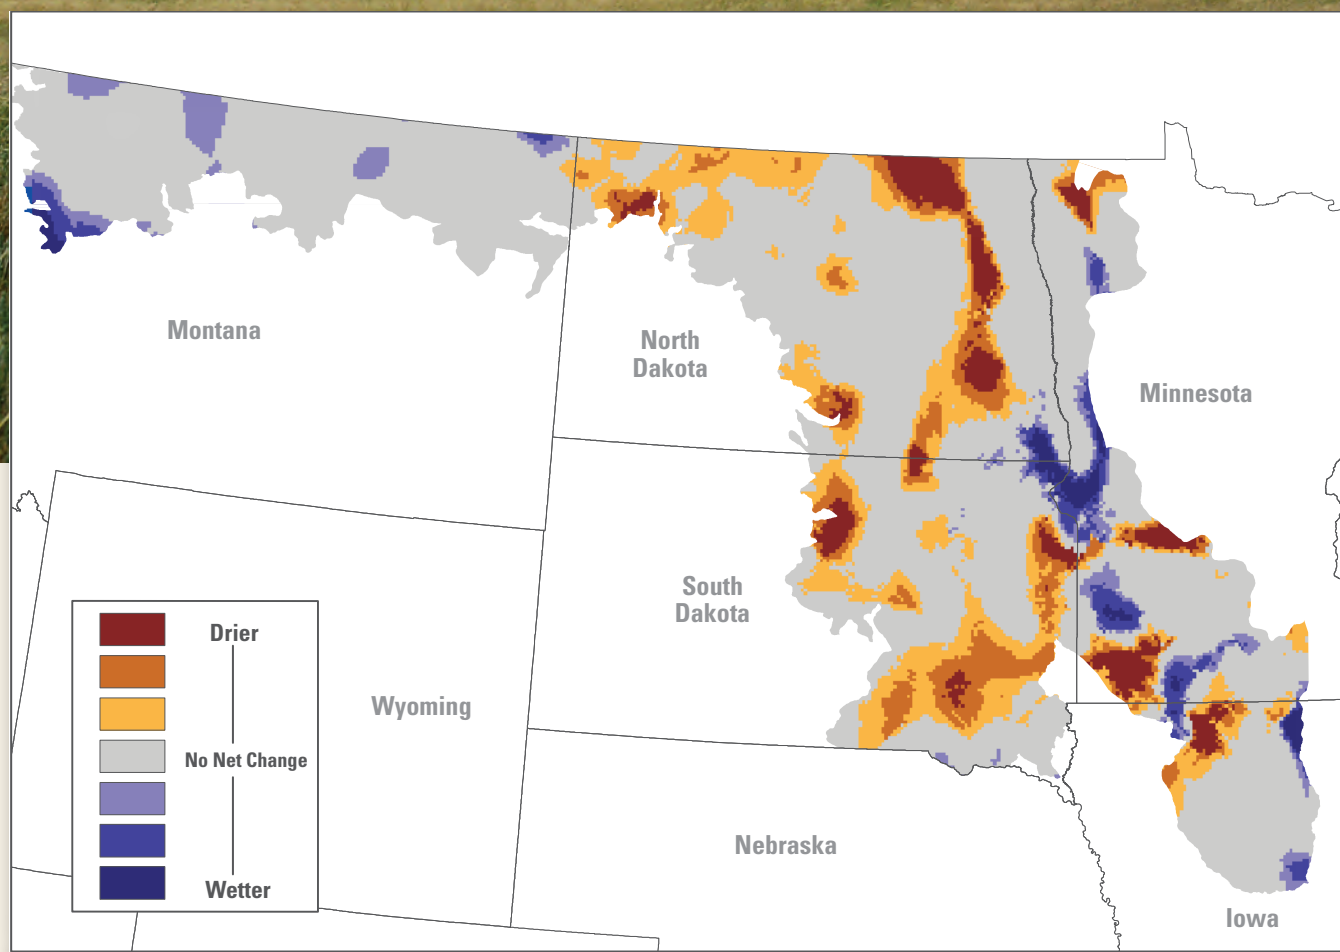 Montana
North
Dakota
Minnesota
South
Dakota
Wyoming
Nebraska
Iowa
Drier
No Net Change
Wetter